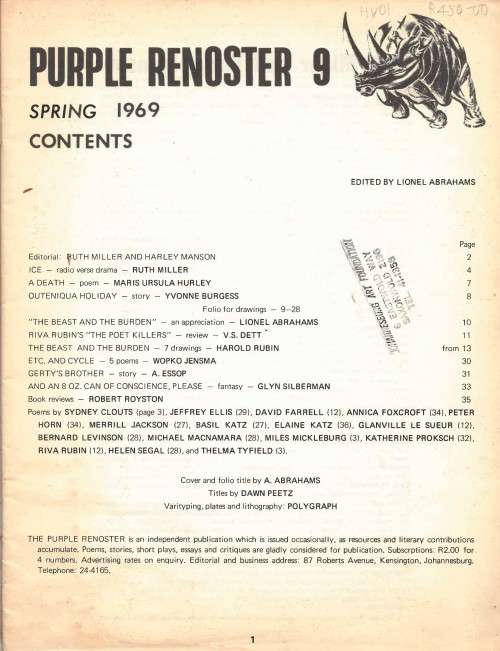 HV01 R450-00
PURPLE RENOSTER 9
SPRING 1969
CONTENTS
EDITED BY LIONEL ABRAHAMS
Page
Editorial: RUTH MILLER AND HARLEY MANSON 2
ICE — radio verse drama — RUTH MILLER 4
A DEATH — poem — MARIS URSULA HURLEY 7
OUTENIQUA HOLIDAY — story — YVONNE BURGESS 8
Folio for drawings — 9—28
"THE BEAST AND THE BURDEN" — an appreciation — LIONEL ABRAHAMS 10
RIVA RUBIN'S "THE POET KILLERS" — review — V.S. DETT 11
THE BEAST AND THE BURDEN — 7 drawings — HAROLD RUBIN from 13
ETC. AND CYCLE — 5 poems — WOPKO JENSMA 30
GERTY'S BROTHER — story — A. ESSOP 31
AND AN 8 OZ. CAN OF CONSCIENCE, PLEASE — fantasy — GLYN SILBERMAN 33
Book reviews — ROBERT ROYSTON 35
Poems by SYDNEY CLOUTS (page 3), JEFFREY ELLIS (29), DAVID FARRELL (12), ANNICA FOXCROFT (34), PETER
HORN (34), MERRILL JACKSON (27), BASIL KATZ (27), ELAINE KATZ (36), GLANVILLE LE SUEUR (12),
BERNARD LEVINSON (28), MICHAEL MACNAMARA (28), MILES MICKLEBURG (3), KATHERINE PROKSCH (32),
RIVA RUBIN (12), HELEN SEGAL (28), and THELMA TYFIELD (3).
FOUNDATION
Cover and folio title by A. ABRAHAMS
Titles by DAWN PEETZ
Varityping, plates and lithography: POLYGRAPH
THE PURPLE RENOSTER is an independent publication which is issued occasionally, as resources and literary contributions
accumulate. Poems, stories, short plays, essays and critiques are gladly considered for publication. Subscrptions: R2.00 for
4 numbers. Advertising rates on enquiry. Editorial and business address: 87 Roberts Avenue, Kensington, Johannesburg.
Telephone: 24-4165.
1